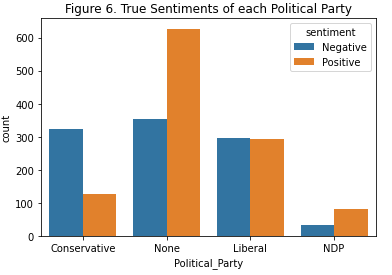 Figure 6. True Sentiments of each Political Party
sentiment
Negative
Positive
600
500
400
300
200
100
0
count
Conservative None Liberal NDP
Political_Party